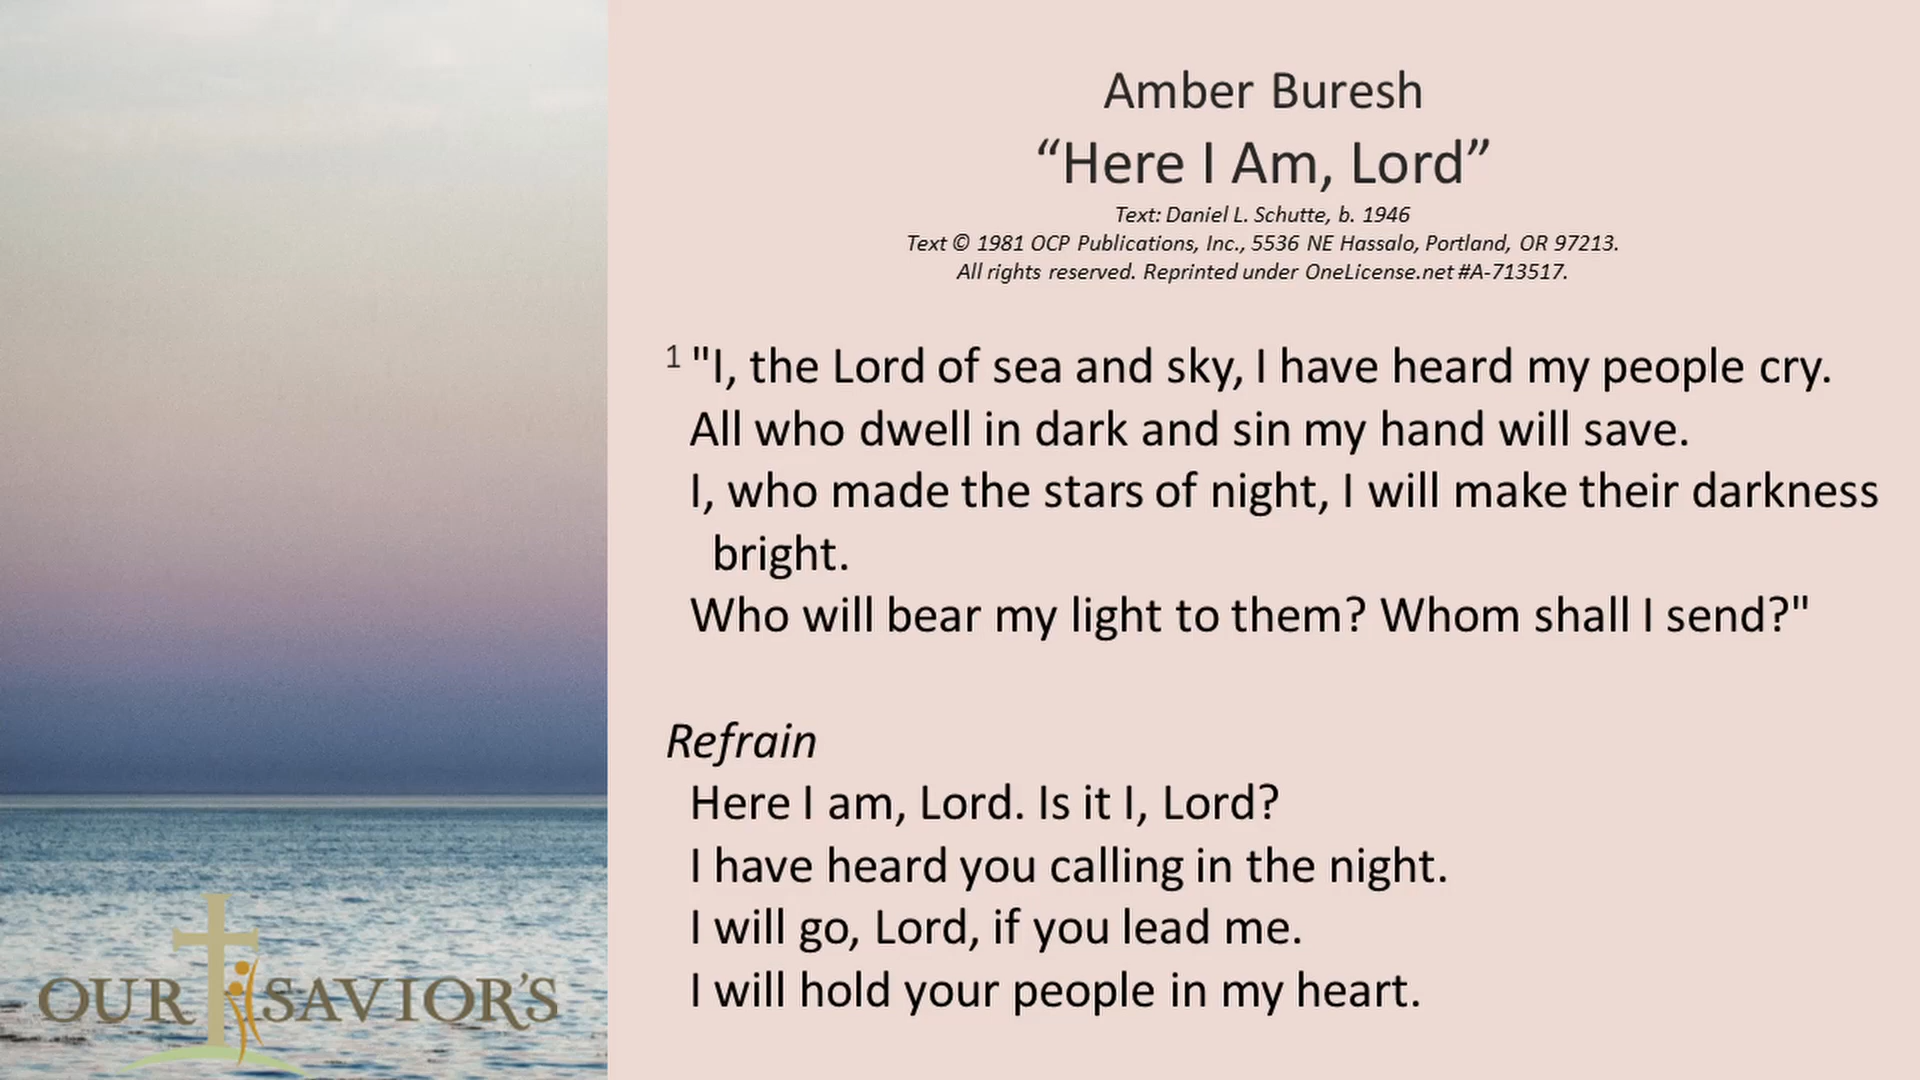 Amber Buresh
“Here I Am, Lord”
Text: Daniel L. Schutte, b. 1946
Text © 1981 OCP Publications, Inc., 5536 NE Hassalo, Portland, OR 97213.
All rights reserved. Reprinted under OneLicense.net #A-713517.
1 "I, the Lord of sea and sky, I have heard my people cry.
All who dwell in dark and sin my hand will save.
I, who made the stars of night, I will make their darkness
bright.
Who will bear my light to them? Whom shall I send?"
Refrain
Here I am, Lord. Is it I, Lord?
I have heard you calling in the night.
I will go, Lord, if you lead me.
I will hold your people in my heart.
OUR SAVIOR'S